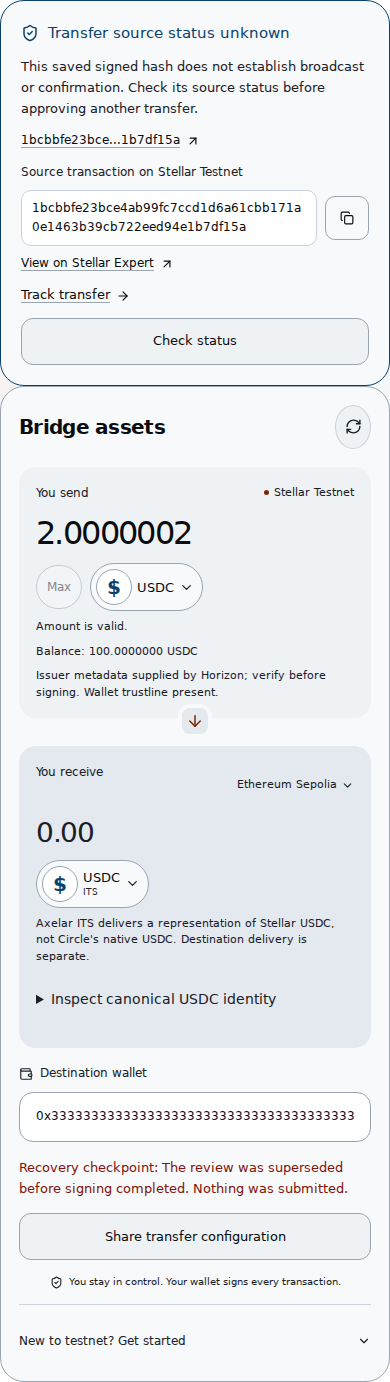 Transfer source status unknown
This saved signed hash does not establish broadcast
or confirmation. Check its source status before
approving another transfer.
1bcbbfe23bce...1b7df15a
Source transaction on Stellar Testnet
1bcbbfe23bce4ab99fc7ccd1d6a61cbb171a
0e1463b39cb722eed94e1b7df15a
View on Stellar Expert
Track transfer
Check status
Bridge assets
You send
Stellar Testnet
2.0000002
Max
$ USDC
Amount is valid.
Balance: 100.0000000 USDC
Issuer metadata supplied by Horizon; verify before
signing. Wallet trustline present.
You receive
Ethereum Sepolia
0.00
$ USDC
ITS
Axelar ITS delivers a representation of Stellar USDC,
not Circle's native USDC. Destination delivery is
separate.
Inspect canonical USDC identity
Destination wallet
0x3333333333333333333333333333333333333333
Recovery checkpoint: The review was superseded
before signing completed. Nothing was submitted.
Share transfer configuration
You stay in control. Your wallet signs every transaction.
New to testnet? Get started